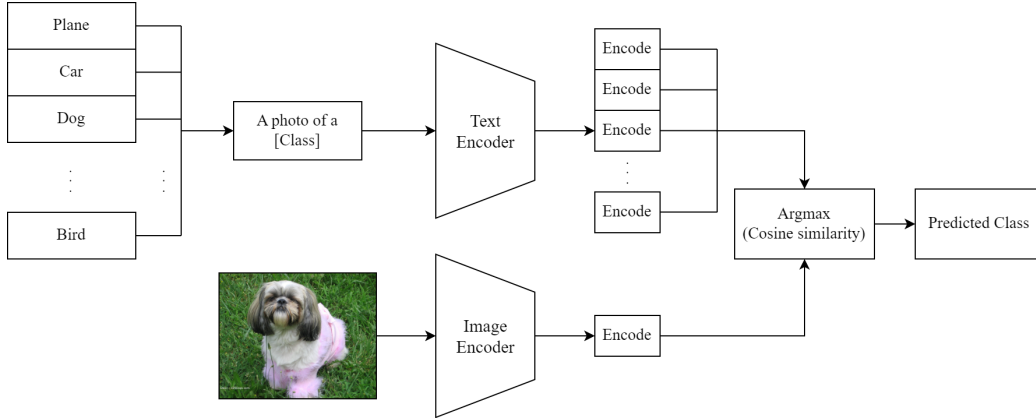 Plane
Car
Dog
Bird
A photo of a
[Class]
Text
Encoder
Encode
Encode
Encode
Encode
Argmax
(Cosine similarity)
Predicted Class
Image
Encoder
Encode